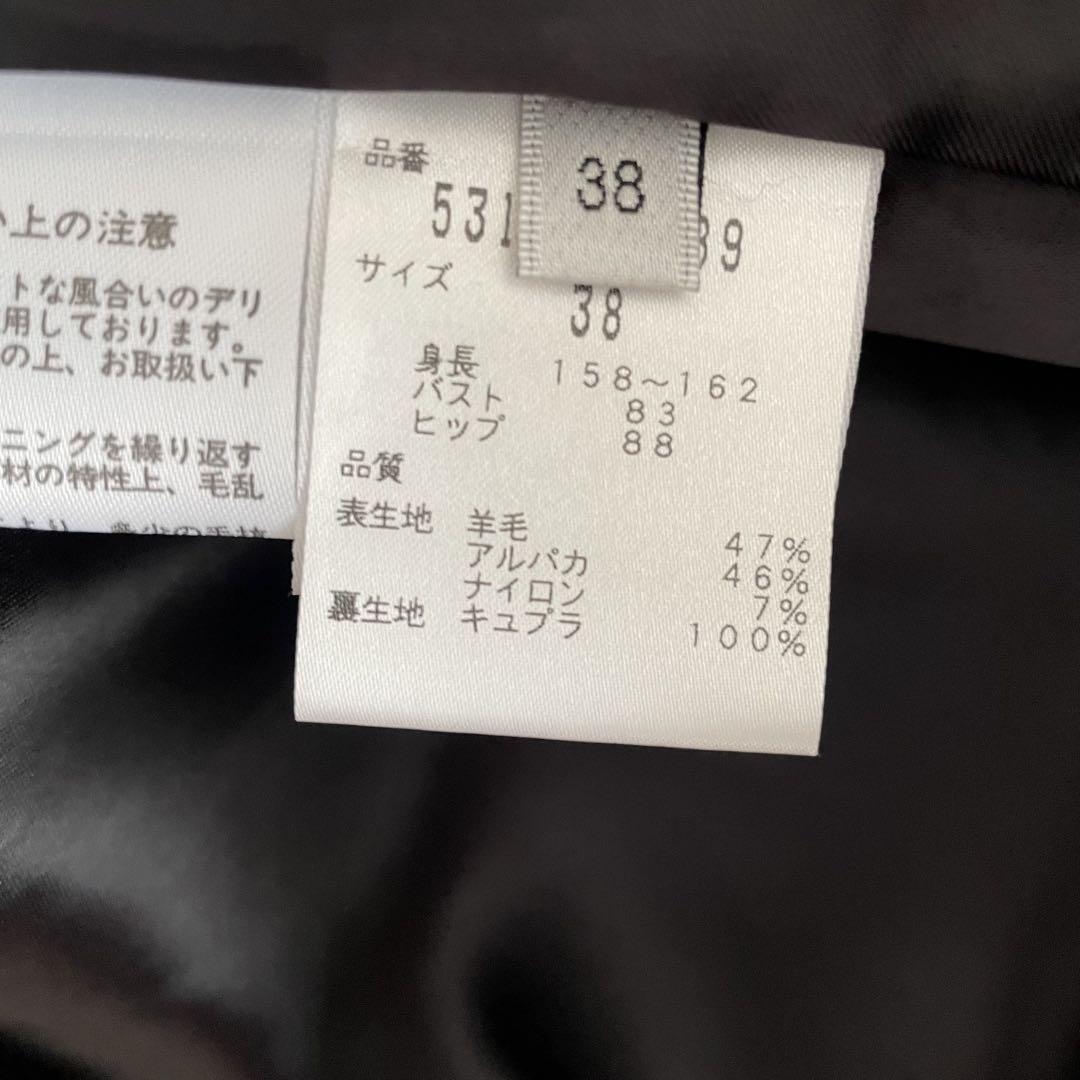 い上の注意
トな風合いのデリ
用しております。
の上、お取扱い下
ニングを繰り返す
材の特性上、毛乱
38
品番
531
39
サイズ
38
身長 158～162
バスト 83
ヒップ 88
品質
表生地 羊毛 47%
アルパカ 46%
ナイロン 7%
裏生地 キュプラ 100%